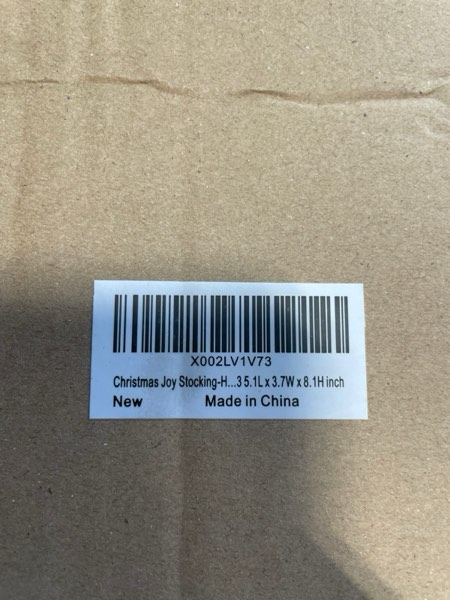 X002LV1V73
Christmas Joy Stocking-H...3 5.1L x 3.7W x 8.1H inch
New Made in China